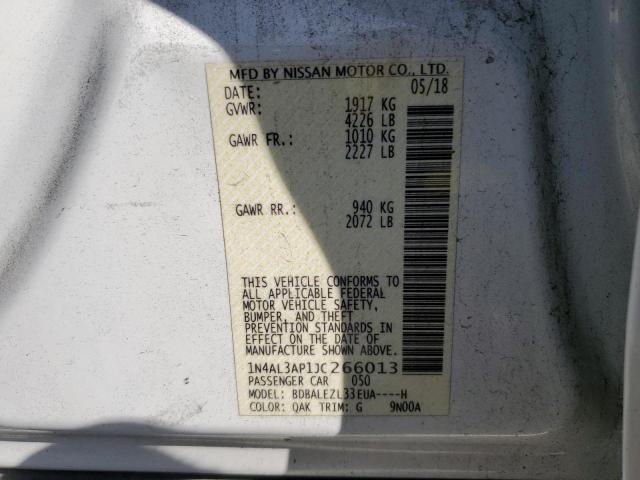 MFD BY NISSAN MOTOR CO., LTD.
DATE: 05/18
GVWR: 1917 KG
4226 LB
GAWR FR.: 1010 KG
2227 LB
GAWR RR.: 940 KG
2072 LB
THIS VEHICLE CONFORMS TO
ALL APPLICABLE FEDERAL
MOTOR VEHICLE SAFETY,
BUMPER, AND THEFT
PREVENTION STANDARDS IN
EFFECT ON THE DATE OF
MANUFACTURE SHOWN ABOVE.
1N4AL3AP1JC266013
PASSENGER CAR 050
MODEL: BDBALEZL33EUA----H
COLOR: QAK TRIM: G 9N00A